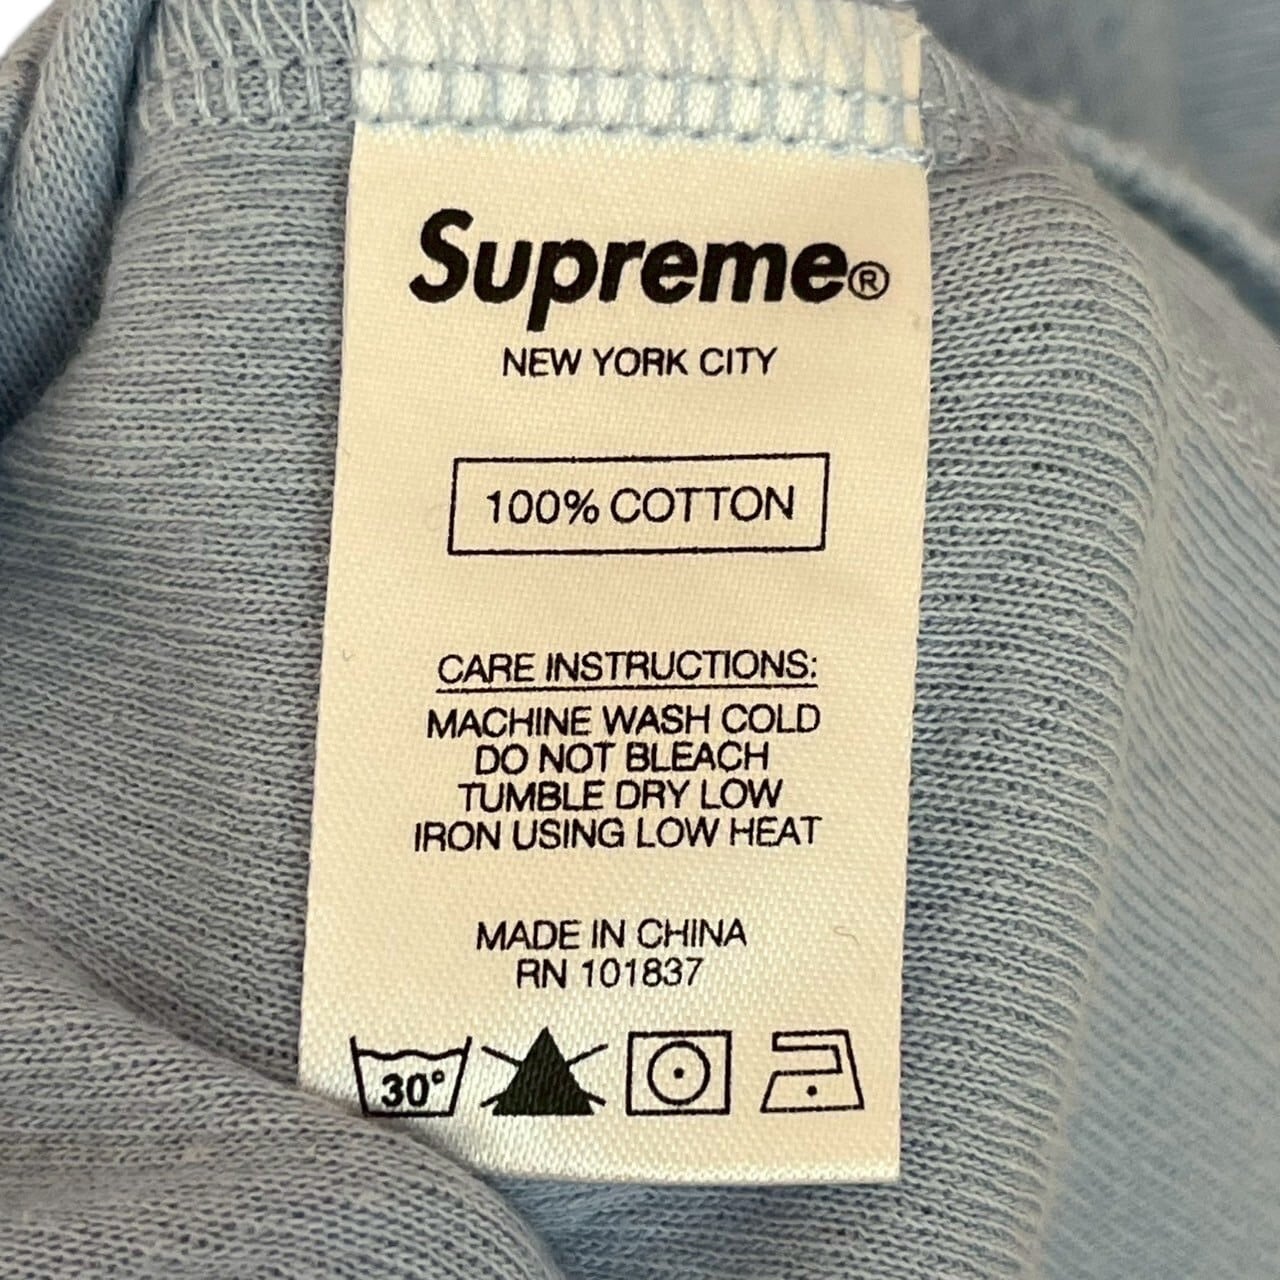 Supreme®
NEW YORK CITY
100% COTTON
CARE INSTRUCTIONS:
MACHINE WASH COLD
DO NOT BLEACH
TUMBLE DRY LOW
IRON USING LOW HEAT
MADE IN CHINA
RN 101837
30°